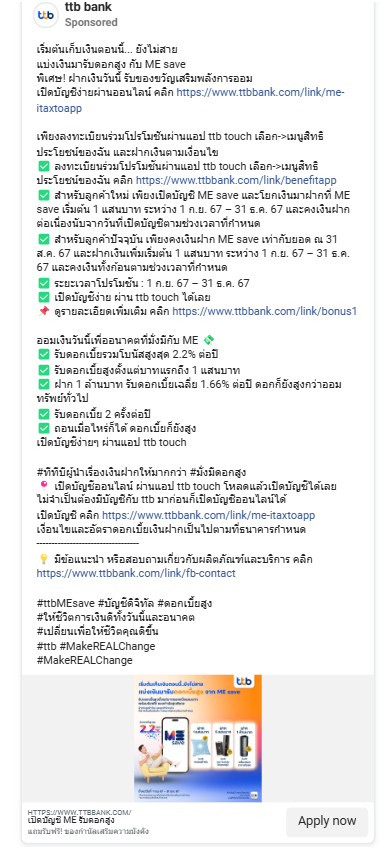 ttb
ttb bank
Sponsored
เริ่มต้นเก็บเงินตอนนี้... ยังไม่สาย
แบ่งเงินมารับดอกสูง กับ ME save
พิเศษ! ฝากเงินวันนี้ รับของขวัญเสริมพลังการออม
เปิดบัญชีง่ายผ่านออนไลน์ คลิก https://www.ttbbank.com/link/me-
itaxtoapp
เพียงลงทะเบียนร่วมโปรโมชันผ่านแอป ttb touch เลือก->เมนูสิทธิ
ประโยชน์ของฉัน และฝากเงินตามเงื่อนไข
✅ ลงทะเบียนร่วมโปรโมชันผ่านแอป ttb touch เลือก->เมนูสิทธิ
ประโยชน์ของฉัน คลิก https://www.ttbbank.com/link/benefitapp
✅ สำหรับลูกค้าใหม่ เพียงเปิดบัญชี ME save และโยกเงินมาฝากที่ ME
save เริ่มต้น 1 แสนบาท ระหว่าง 1 ก.ย. 67 – 31 ธ.ค. 67 และคงเงินฝาก
ต่อเนื่องนับจากวันที่เปิดบัญชีตามช่วงเวลาที่กำหนด
✅ สำหรับลูกค้าปัจจุบัน เพียงคงเงินฝาก ME save เท่ากับยอด ณ 31
ส.ค. 67 และฝากเงินเพิ่มเริ่มต้น 1 แสนบาท ระหว่าง 1 ก.ย. 67 – 31 ธ.ค.
67 และคงเงินทั้งก้อนตามช่วงเวลาที่กำหนด
✅ ระยะเวลาโปรโมชัน : 1 ก.ย. 67 – 31 ธ.ค. 67
✅ เปิดบัญชีง่าย ผ่าน ttb touch ได้เลย
📌 ดูรายละเอียดเพิ่มเติม คลิก https://www.ttbbank.com/link/bonus1
ออมเงินวันนี้เพื่ออนาคตที่มั่งมีกับ ME 💸
✅ รับดอกเบี้ยรวมโบนัสสูงสุด 2.2% ต่อปี
✅ รับดอกเบี้ยสูงตั้งแต่บาทแรกถึง 1 แสนบาท
✅ ฝาก 1 ล้านบาท รับดอกเบี้ยเฉลี่ย 1.66% ต่อปี ดอกก็ยังสูงกว่าออม
ทรัพย์ทั่วไป
✅ รับดอกเบี้ย 2 ครั้งต่อปี
✅ ถอนเมื่อไหร่ก็ได้ ดอกเบี้ยก็ยังสูง
เปิดบัญชีง่ายๆ ผ่านแอป ttb touch
#ทีทีบีผู้นำเรื่องเงินฝากให้มากกว่า #มั่งมีดอกสูง
📍 เปิดบัญชีออนไลน์ ผ่านแอป ttb touch โหลดแล้วเปิดบัญชีได้เลย
ไม่จำเป็นต้องมีบัญชีกับ ttb มาก่อนก็เปิดบัญชีออนไลน์ได้
เปิดบัญชี คลิก https://www.ttbbank.com/link/me-itaxtoapp
เงื่อนไขและอัตราดอกเบี้ยเงินฝากเป็นไปตามที่ธนาคารกำหนด
----------------------------------
💡 มีข้อแนะนำ หรือสอบถามเกี่ยวกับผลิตภัณฑ์และบริการ คลิก
https://www.ttbbank.com/link/fb-contact
#ttbMEsave #บัญชีดิจิทัล #ดอกเบี้ยสูง
#ให้ชีวิตการเงินดีทั้งวันนี้และอนาคต
#เปลี่ยนเพื่อให้ชีวิตคุณดีขึ้น
#ttb #MakeREALChange
#MakeREALChange
ttb
เริ่มต้นเก็บเงินตอนนี้...ยังไม่สาย
แบ่งเงินมารับดอกเบี้ยสูง จาก ME save
2.2
ME
save
HTTPS://WWW.TTBBANK.COM/
เปิดบัญชี ME รับดอกสูง
แถมรับฟรี! ของกำนัลเสริมความมั่งคั่ง
Apply now